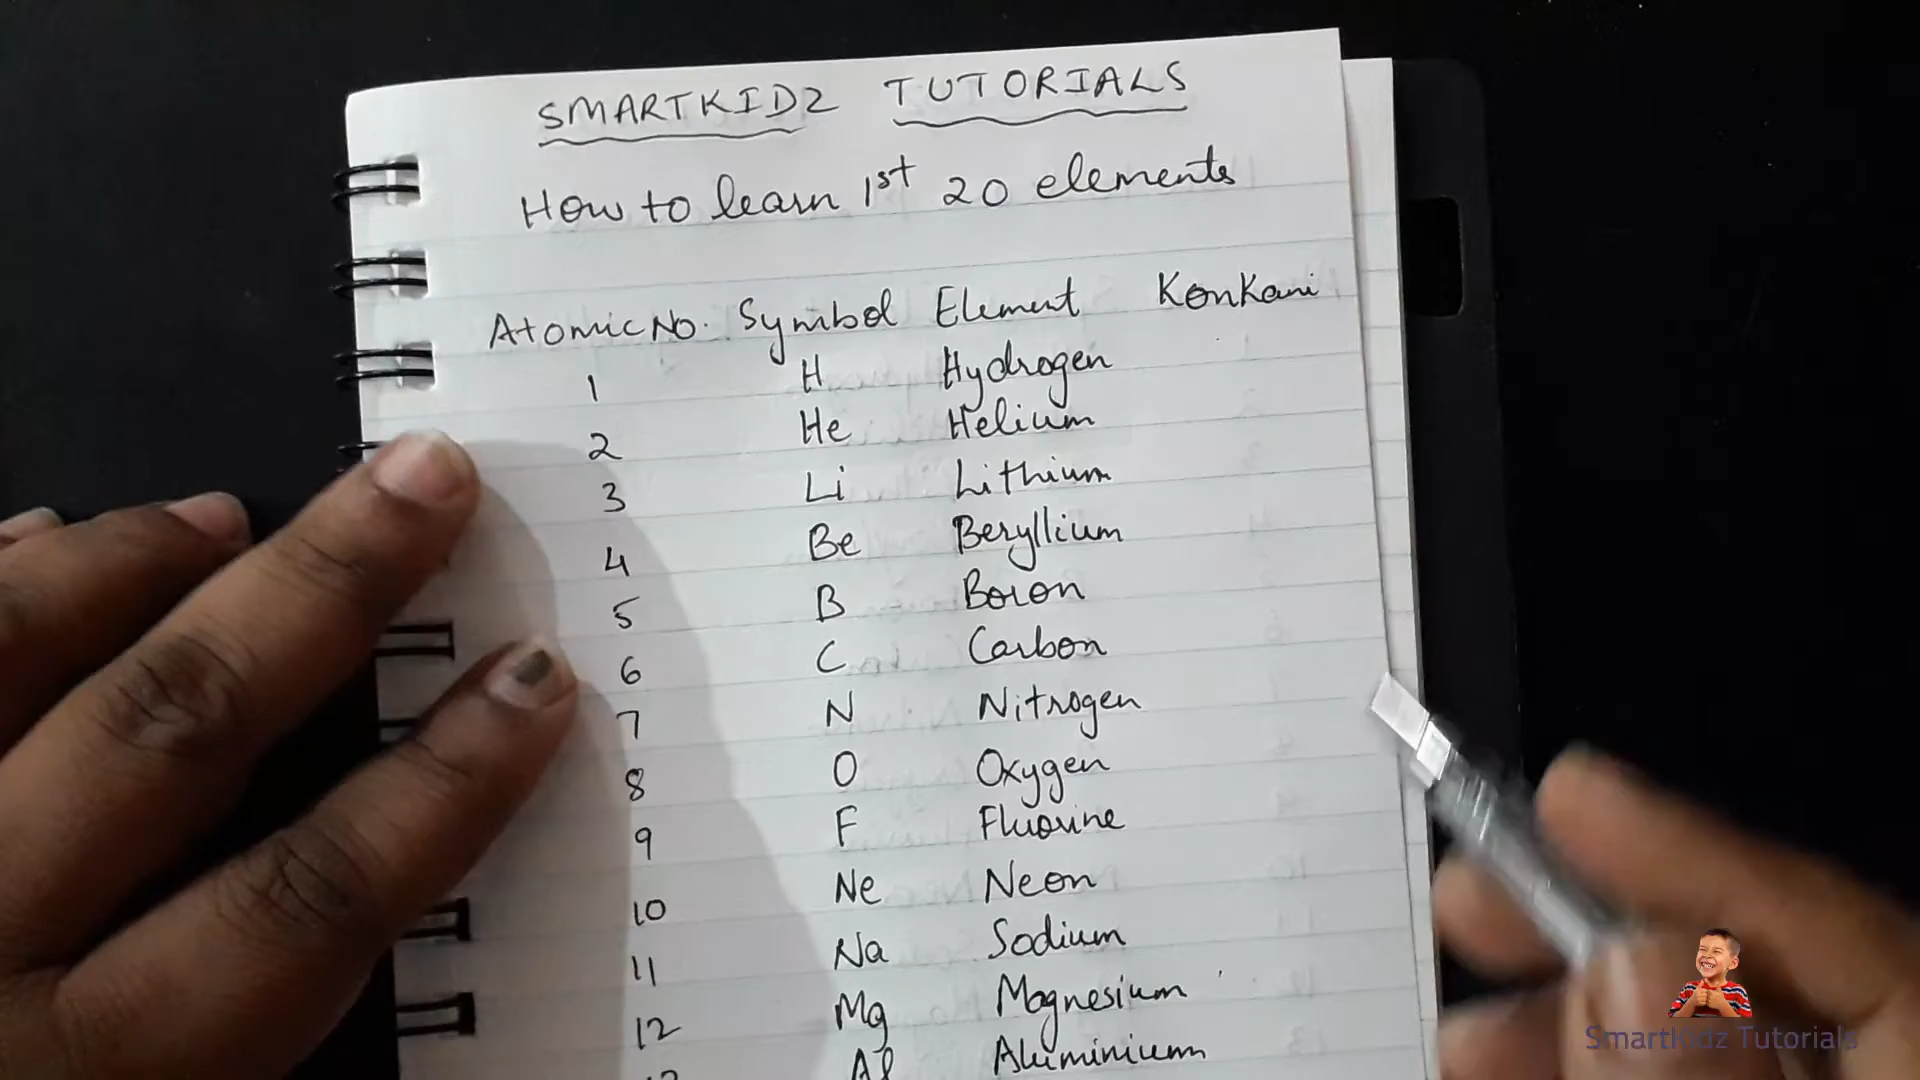 SMARTKIDZ TUTORIALS
How to learn 1st 20 elements
Atomic No. Symbol Element Konkani
1 H Hydrogen
2 He Helium
3 Li Lithium
4 Be Beryllium
5 B Boron
6 C Carbon
7 N Nitrogen
8 O Oxygen
9 F Fluorine
10 Ne Neon
11 Na Sodium
12 Mg Magnesium
13 Al Aluminium
SmartKidz Tutorials